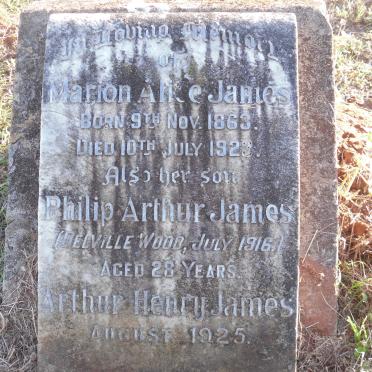 In Loving Memory
of
Marion Alice James
Born 9th Nov. 1863.
Died 10th July
Also her son
Philip Arthur James
(Delville Wood, July 1916.)
Aged 28 Years.
Arthur Henry James
August 1925.